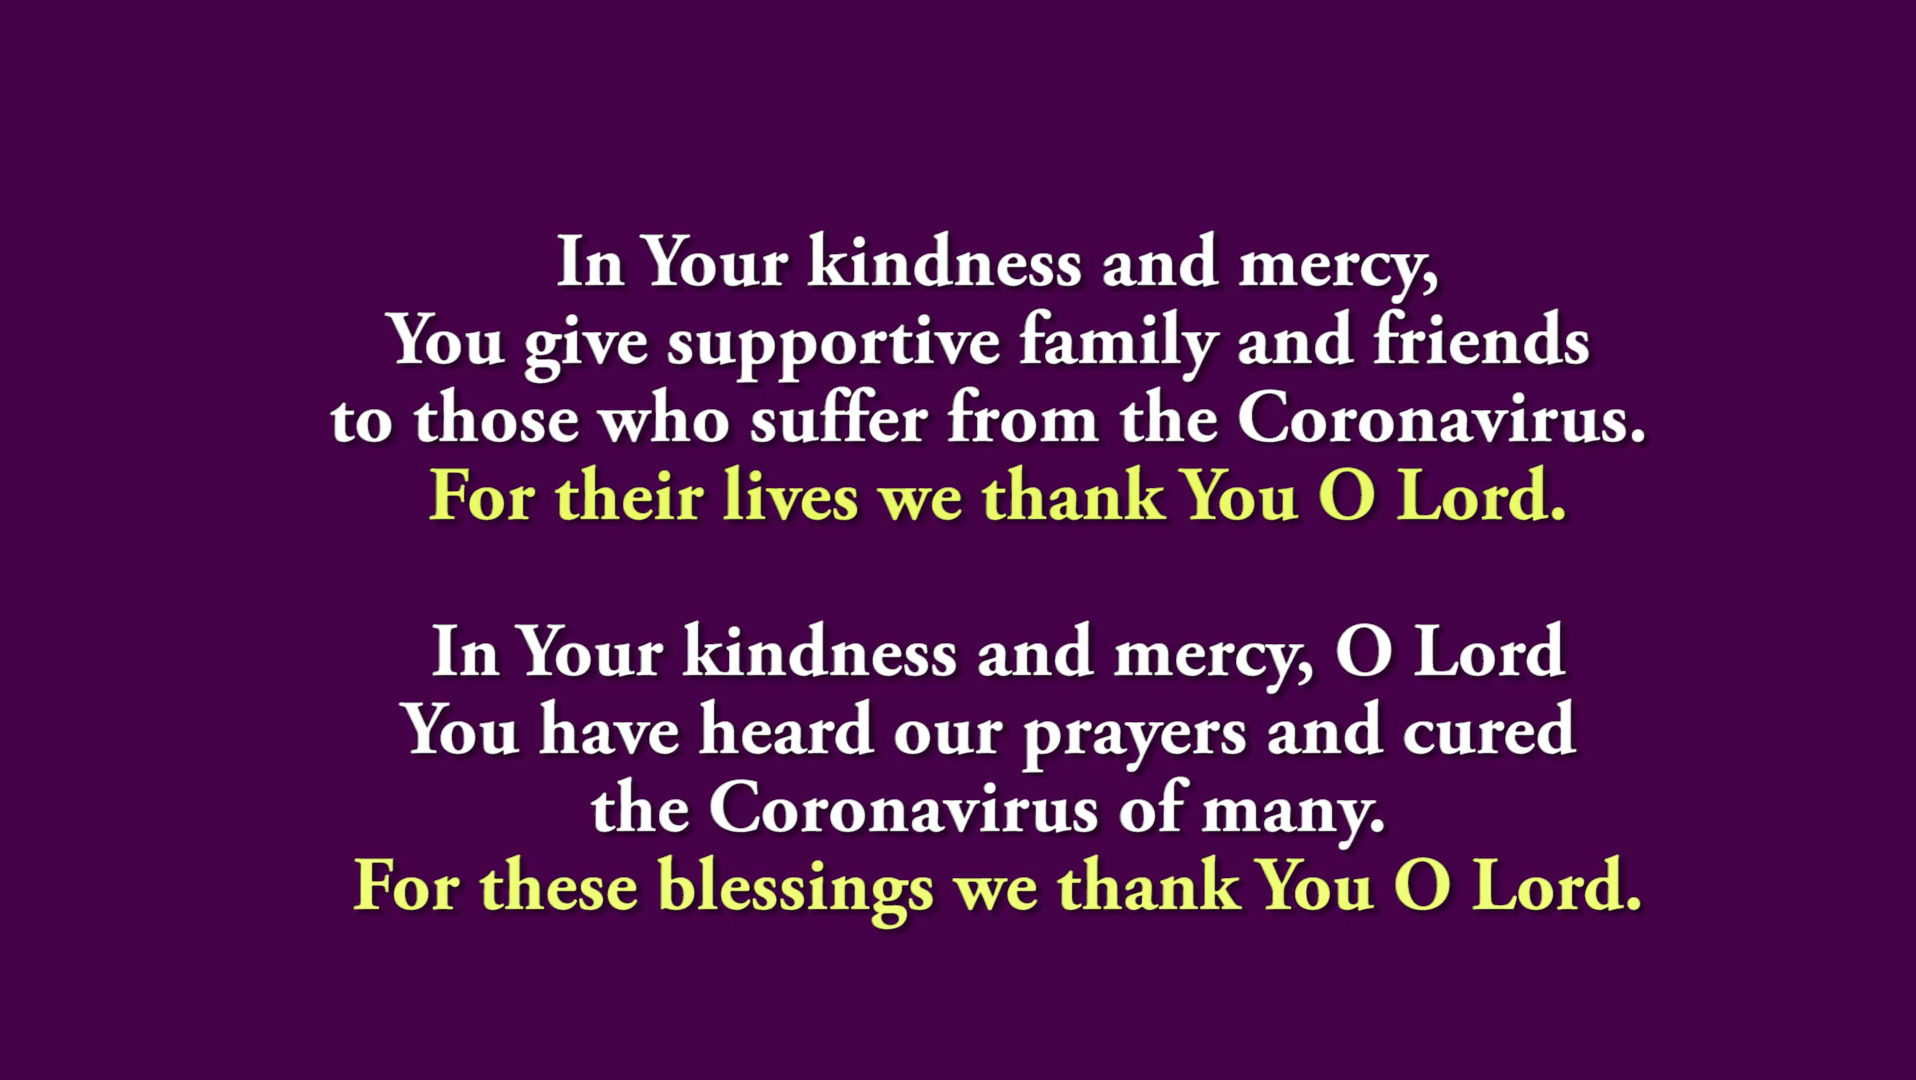 In Your kindness and mercy,
You give supportive family and friends
to those who suffer from the Coronavirus.
For their lives we thank You O Lord.
In Your kindness and mercy, O Lord
You have heard our prayers and cured
the Coronavirus of many.
For these blessings we thank You O Lord.